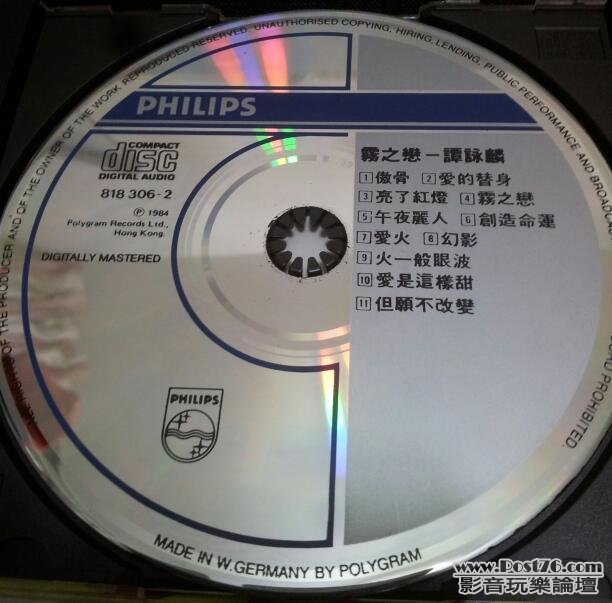 RESERVED. UNAUTHORISED COPYING, HIRING, LENDING, PUBLIC PERFORMANCE AND BROADCAS
THE PRODUCER AND OF THE OWNER OF THE WORK REPRODUCED
PROHIBITED.
PHILIPS
COMPACT
disc
DIGITAL AUDIO
818 306-2
Ⓟ 1984
Polygram Records Ltd.,
Hong Kong.
DIGITALLY MASTERED
霧之戀－譚詠麟
1 傲骨 2 愛的替身
3 亮了紅燈 4 霧之戀
5 午夜麗人 6 創造命運
7 愛火 8 幻影
9 火一般眼波
10 愛是這樣甜
11 但願不改變
PHILIPS
MADE IN W.GERMANY BY POLYGRAM
www.Post76.com
影音玩樂論壇